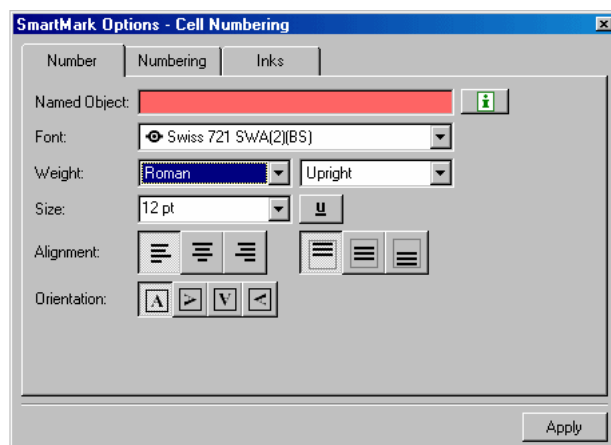 SmartMark Options - Cell Numbering
Number Numbering Inks
Named Object:
Font: Swiss 721 SWA(2)(BS)
Weight: Roman Upright
Size: 12 pt u
Alignment:
Orientation: A A A A
Apply